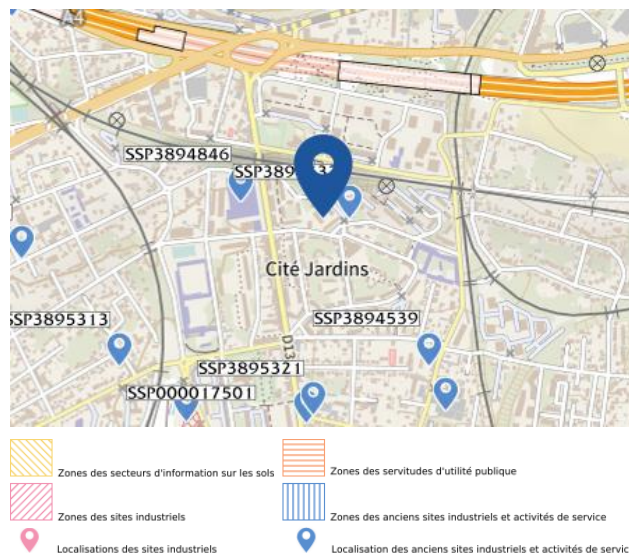 A4
SSP3894846
Cité Jardins
SSP3895313
SSP3894539
D13
SSP3895321
SSP000017501
Zones des secteurs d'information sur les sols
Zones des servitudes d'utilité publique
Zones des sites industriels
Zones des anciens sites industriels et activités de service
Localisations des sites industriels
Localisation des anciens sites industriels et activités de servic